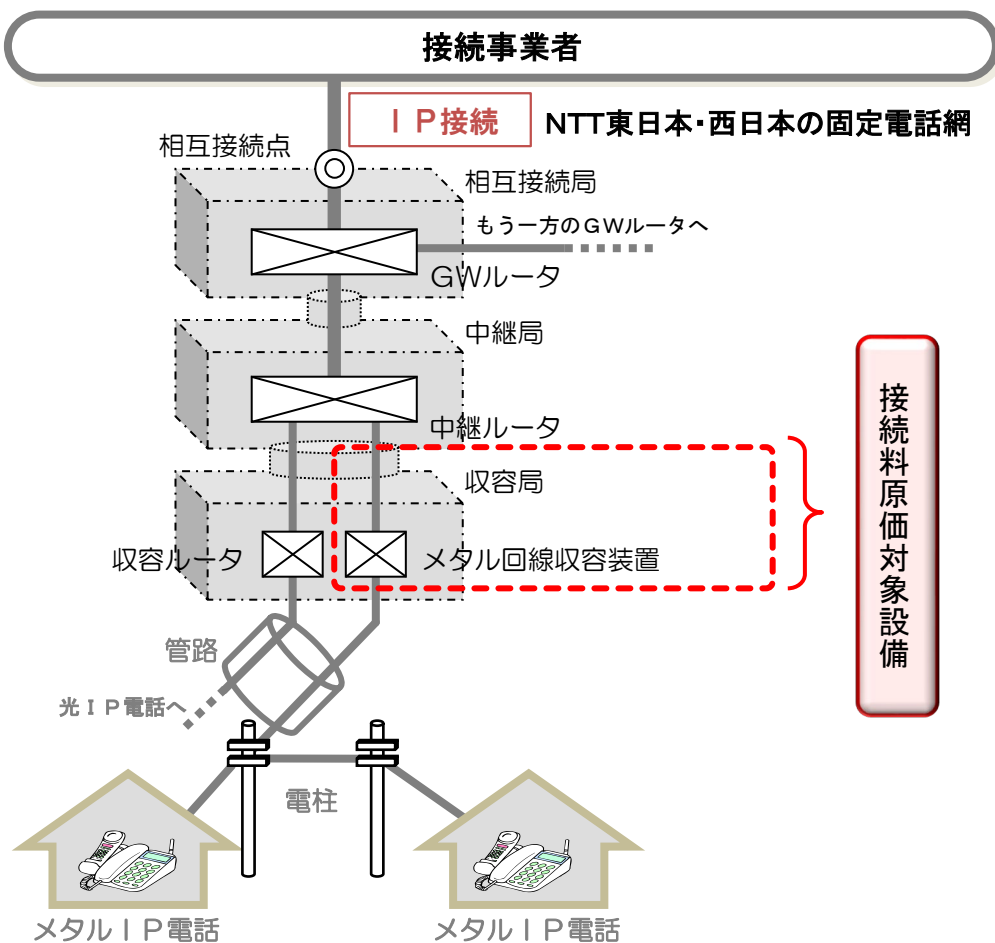 接続事業者
IP接続
NTT東日本・西日本の固定電話網
相互接続点
相互接続局
もう一方のGWルータへ
GWルータ
中継局
中継ルータ
収容局
収容ルータ
メタル回線収容装置
接続料原価対象設備
管路
光IP電話へ
電柱
メタルIP電話
メタルIP電話